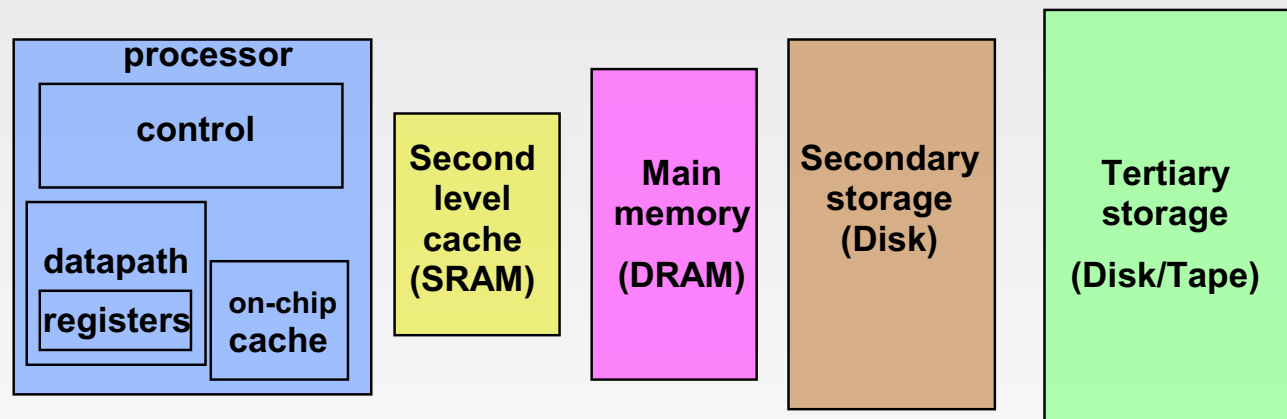 processor
control
datapath
registers
on-chip
cache
Second
level
cache
(SRAM)
Main
memory
(DRAM)
Secondary
storage
(Disk)
Tertiary
storage
(Disk/Tape)